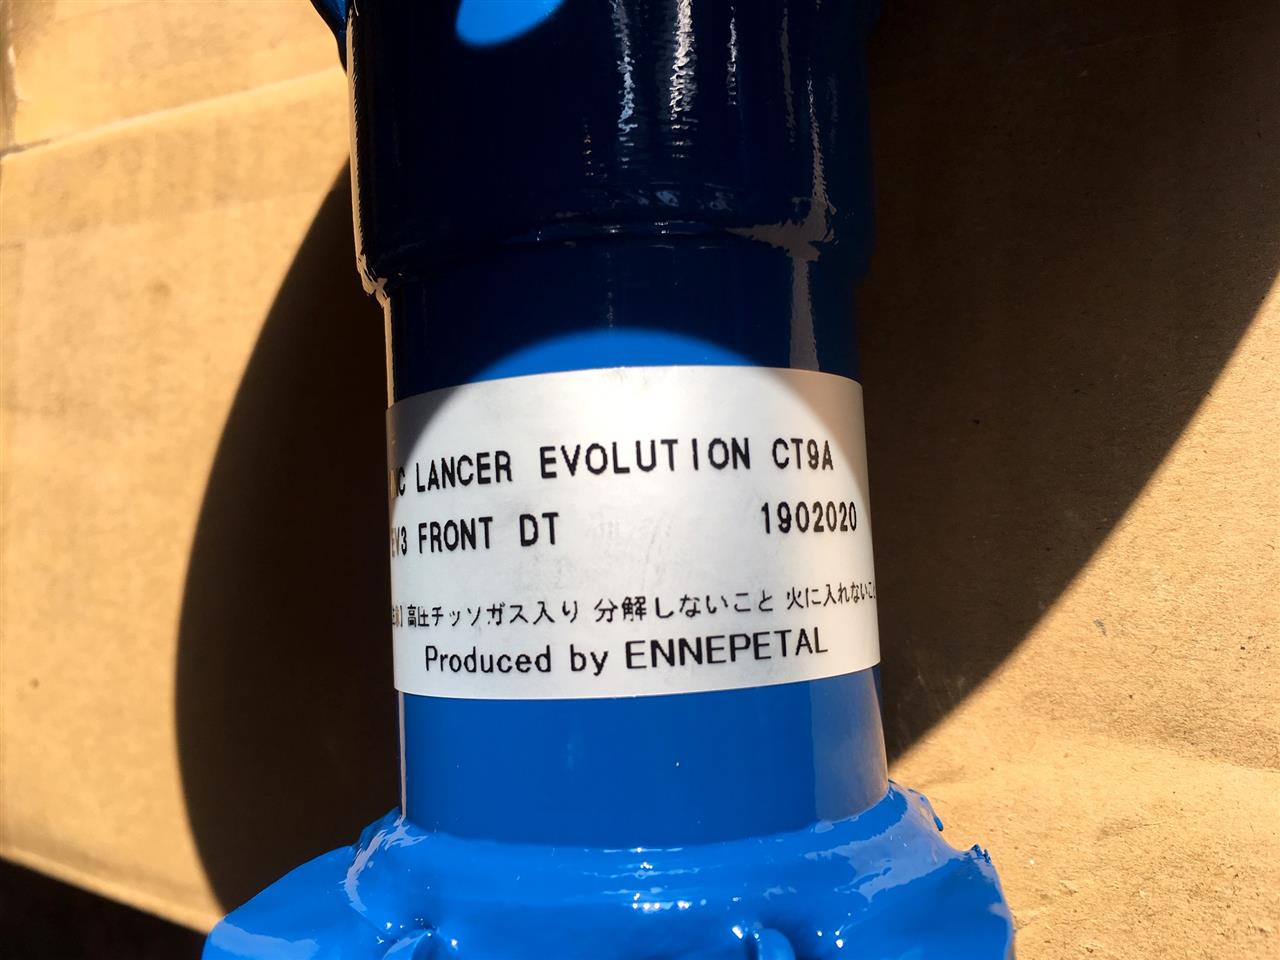 LANCER EVOLUTION CT9A
FRONT DT 1902020
高圧チッソガス入り 分解しないこと 火に入れないこと
Produced by ENNEPETAL